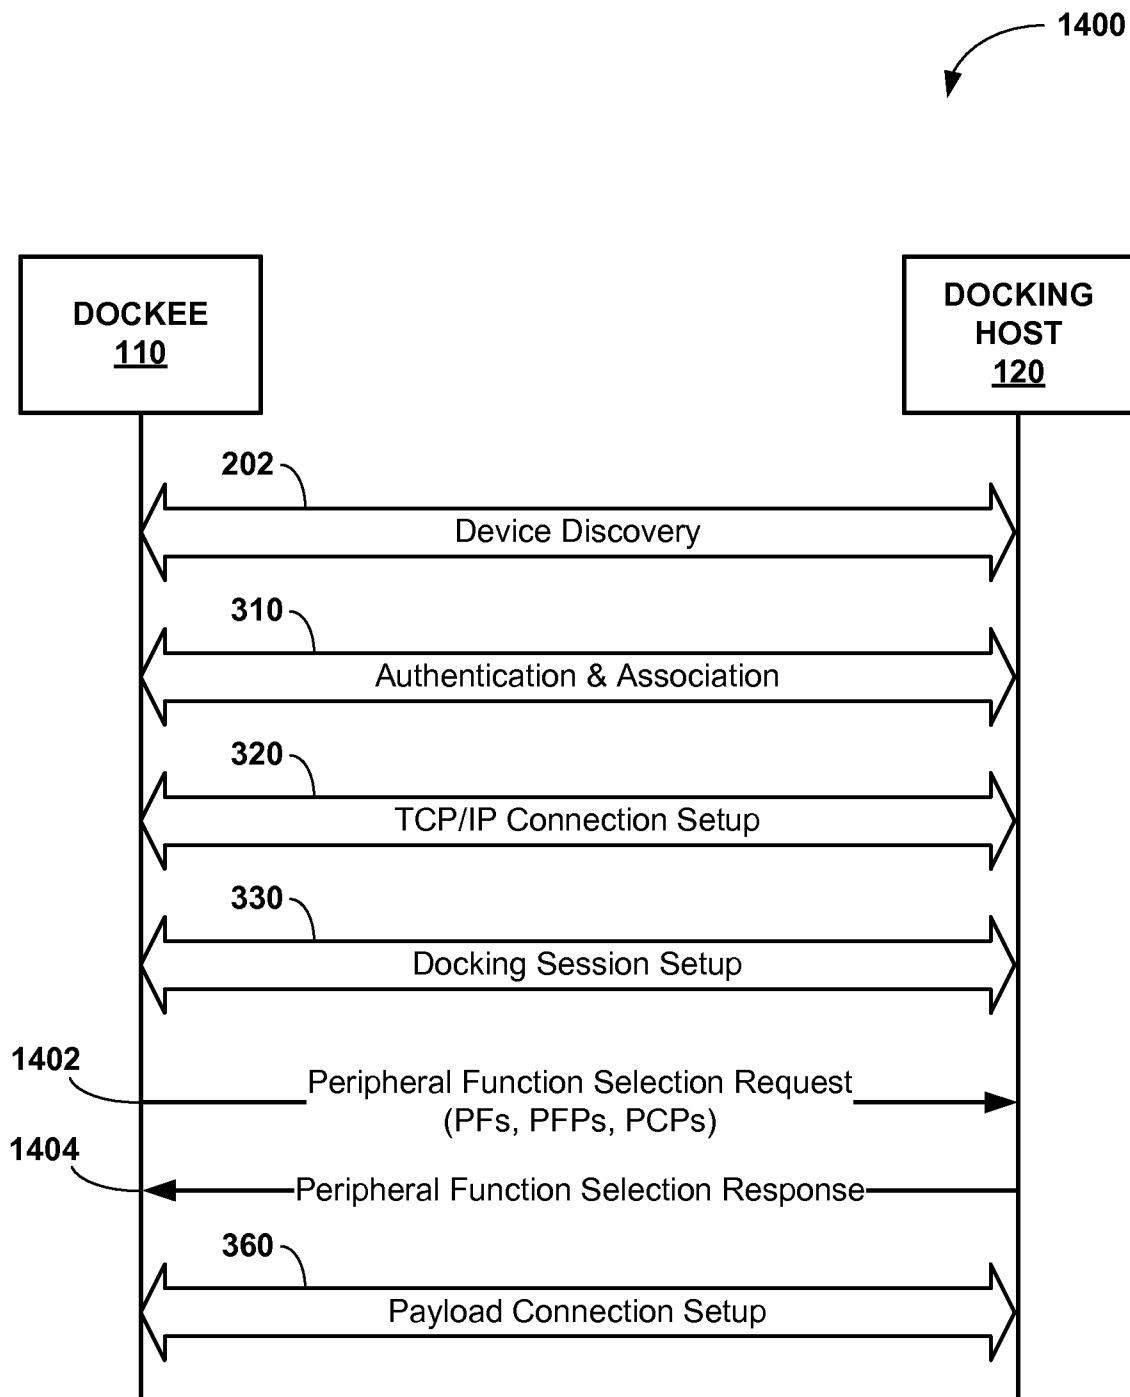 1400
DOCKEE
110
DOCKING
HOST
120
202
Device Discovery
310
Authentication & Association
320
TCP/IP Connection Setup
330
Docking Session Setup
1402
Peripheral Function Selection Request
(PFs, PFPs, PCPs)
1404
Peripheral Function Selection Response
360
Payload Connection Setup